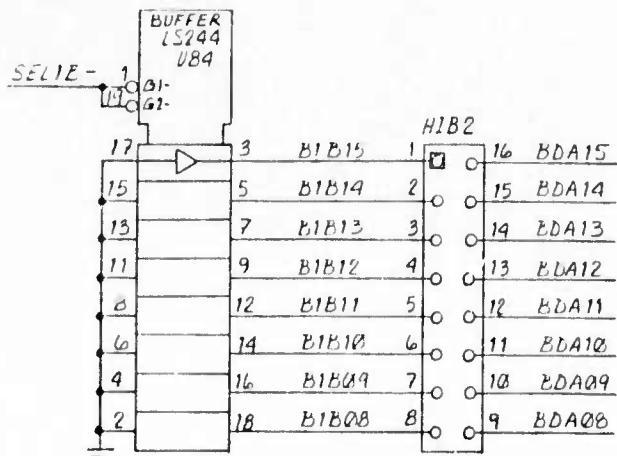 BUFFER
LS244
U84
SEL1B-
1 G1-
19 G2-
H1B2
17 3 B1B15 1 16 BDA15
15 5 B1B14 2 15 BDA14
13 7 B1B13 3 14 BDA13
11 9 B1B12 4 13 BDA12
8 12 B1B11 5 12 BDA11
6 14 B1B10 6 11 BDA10
4 16 B1B09 7 10 BDA09
2 18 B1B08 8 9 BDA08